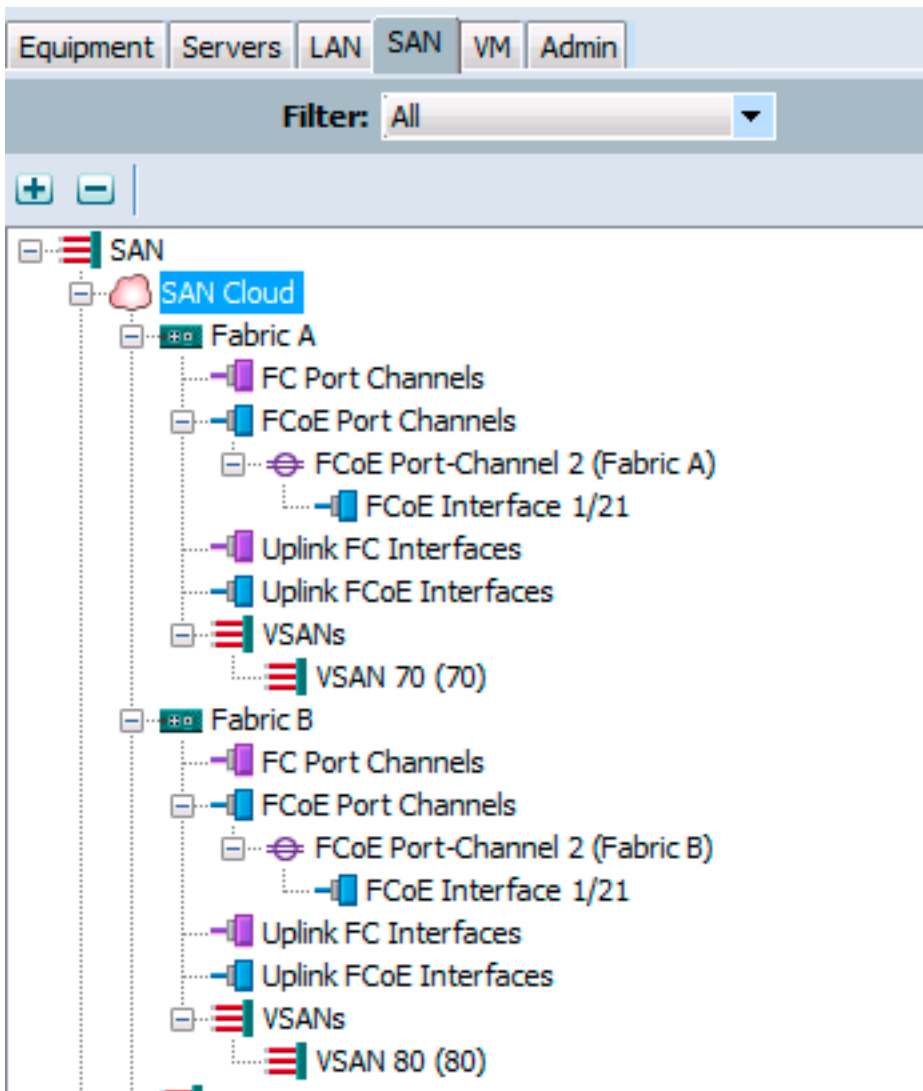 Equipment Servers LAN SAN VM Admin
Filter: All
SAN
SAN Cloud
Fabric A
FC Port Channels
FCoE Port Channels
FCoE Port-Channel 2 (Fabric A)
FCoE Interface 1/21
Uplink FC Interfaces
Uplink FCoE Interfaces
VSANs
VSAN 70 (70)
Fabric B
FC Port Channels
FCoE Port Channels
FCoE Port-Channel 2 (Fabric B)
FCoE Interface 1/21
Uplink FC Interfaces
Uplink FCoE Interfaces
VSANs
VSAN 80 (80)